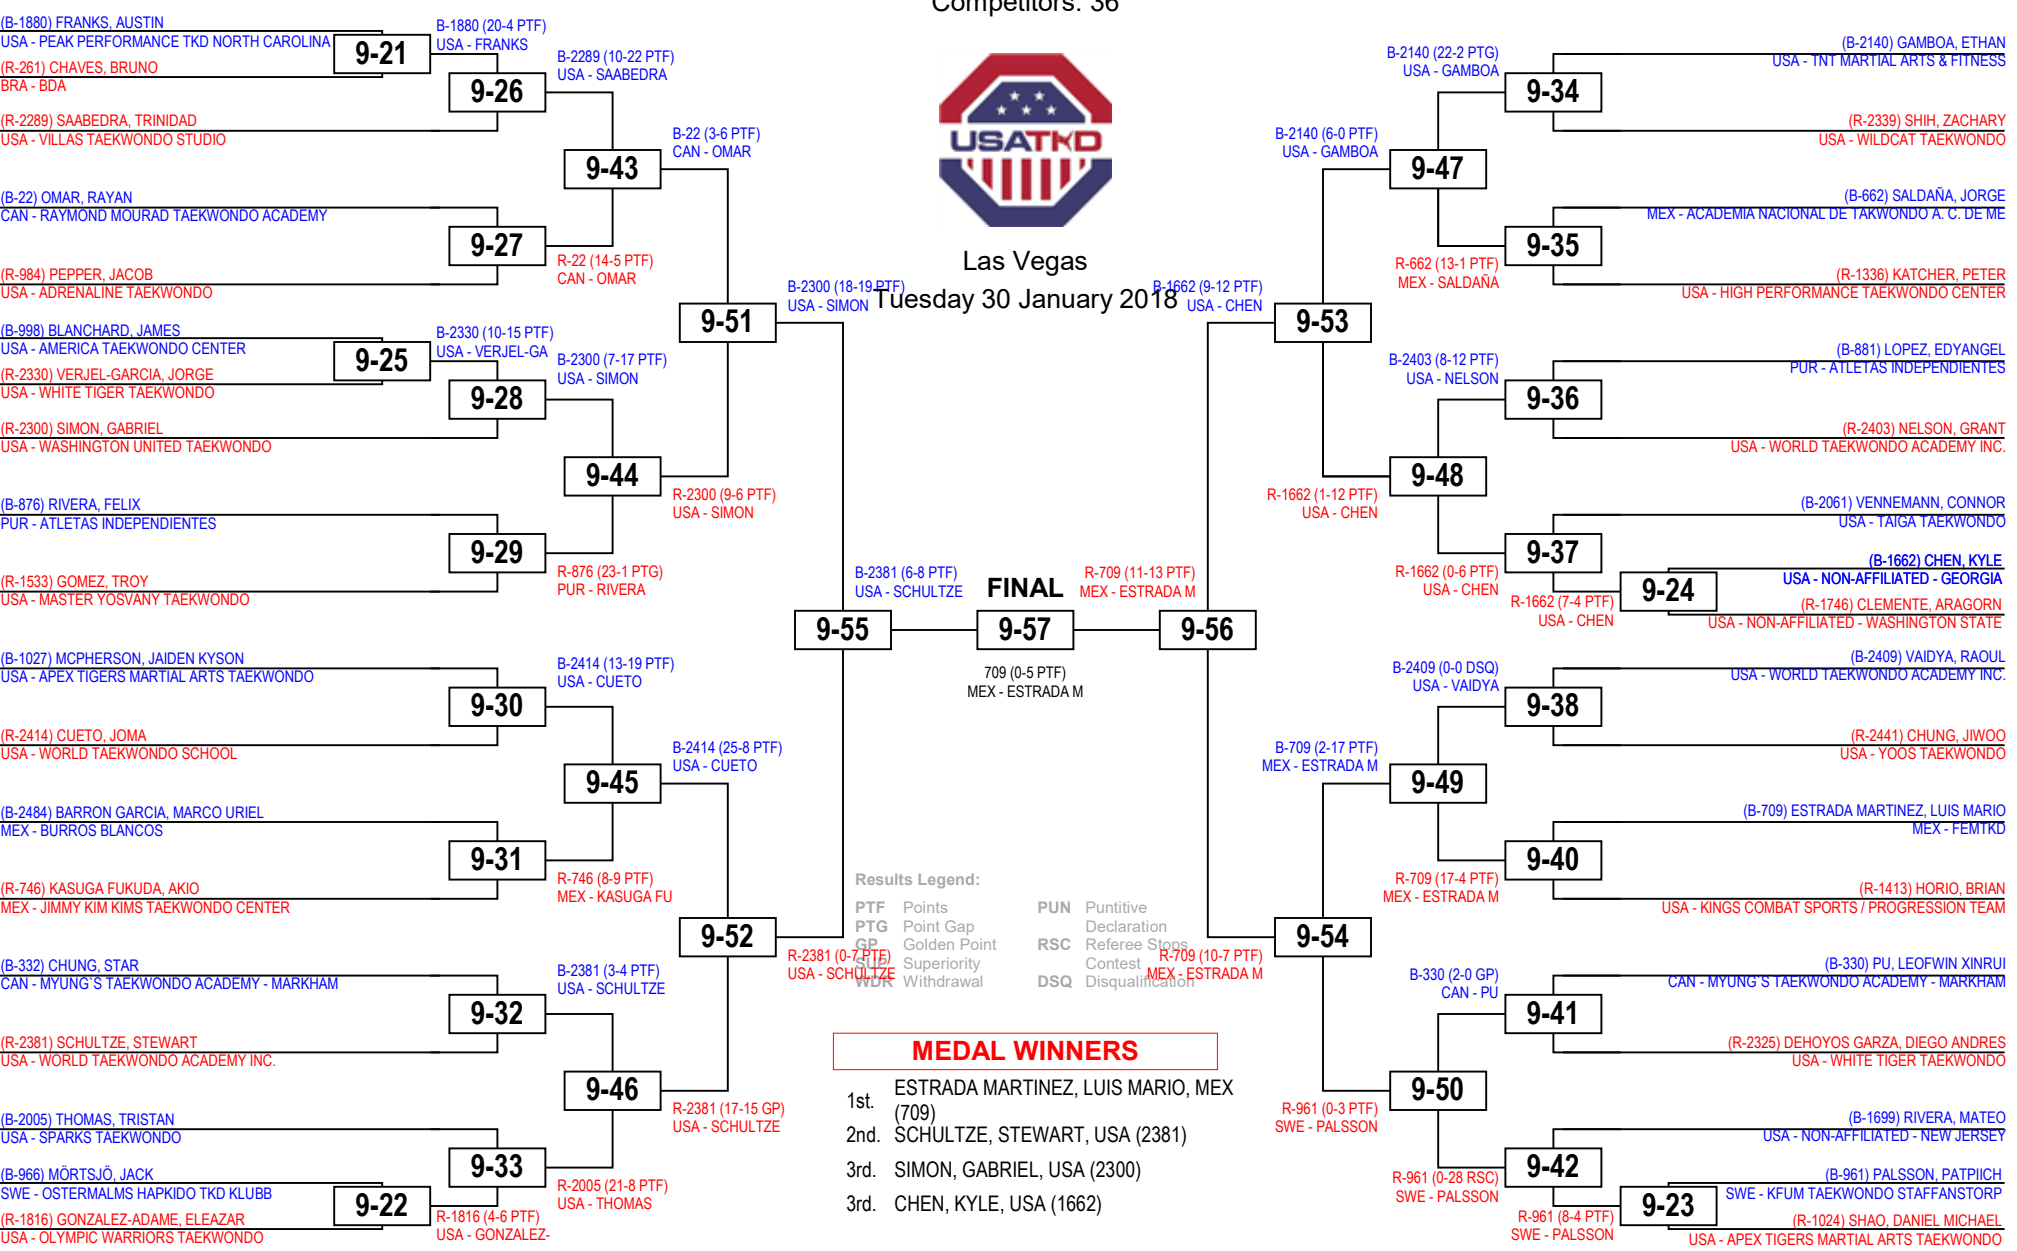 Competitors: 36
(B-1880) FRANKS, AUSTIN
USA - PEAK PERFORMANCE TKD NORTH CAROLINA
(R-261) CHAVES, BRUNO
BRA - BDA
9-21
B-1880 (20-4 PTF)
USA - FRANKS
(R-2289) SAABEDRA, TRINIDAD
USA - VILLAS TAEKWONDO STUDIO
9-26
B-2289 (10-22 PTF)
USA - SAABEDRA
(B-22) OMAR, RAYAN
CAN - RAYMOND MOURAD TAEKWONDO ACADEMY
(R-984) PEPPER, JACOB
USA - ADRENALINE TAEKWONDO
9-27
R-22 (14-5 PTF)
CAN - OMAR
9-43
B-22 (3-6 PTF)
CAN - OMAR
(B-998) BLANCHARD, JAMES
USA - AMERICA TAEKWONDO CENTER
(R-2330) VERJEL-GARCIA, JORGE
USA - WHITE TIGER TAEKWONDO
9-25
B-2330 (10-15 PTF)
USA - VERJEL-GA
(R-2300) SIMON, GABRIEL
USA - WASHINGTON UNITED TAEKWONDO
9-28
B-2300 (7-17 PTF)
USA - SIMON
(B-876) RIVERA, FELIX
PUR - ATLETAS INDEPENDIENTES
(R-1533) GOMEZ, TROY
USA - MASTER YOSVANY TAEKWONDO
9-29
R-876 (23-1 PTG)
PUR - RIVERA
9-44
R-2300 (9-6 PTF)
USA - SIMON
9-51
B-2300 (18-19 PTF)
USA - SIMON
(B-1027) MCPHERSON, JAIDEN KYSON
USA - APEX TIGERS MARTIAL ARTS TAEKWONDO
(R-2414) CUETO, JOMA
USA - WORLD TAEKWONDO SCHOOL
9-30
B-2414 (13-19 PTF)
USA - CUETO
(B-2484) BARRON GARCIA, MARCO URIEL
MEX - BURROS BLANCOS
(R-746) KASUGA FUKUDA, AKIO
MEX - JIMMY KIM KIMS TAEKWONDO CENTER
9-31
R-746 (8-9 PTF)
MEX - KASUGA FU
9-45
B-2414 (25-8 PTF)
USA - CUETO
(B-332) CHUNG, STAR
CAN - MYUNG`S TAEKWONDO ACADEMY - MARKHAM
(R-2381) SCHULTZE, STEWART
USA - WORLD TAEKWONDO ACADEMY INC.
9-32
B-2381 (3-4 PTF)
USA - SCHULTZE
(B-2005) THOMAS, TRISTAN
USA - SPARKS TAEKWONDO
(B-966) MÖRTSJÖ, JACK
SWE - OSTERMALMS HAPKIDO TKD KLUBB
(R-1816) GONZALEZ-ADAME, ELEAZAR
USA - OLYMPIC WARRIORS TAEKWONDO
9-22
R-1816 (4-6 PTF)
USA - GONZALEZ-
9-33
R-2005 (21-8 PTF)
USA - THOMAS
9-46
R-2381 (17-15 GP)
USA - SCHULTZE
9-52
R-2381 (0-7 PTF)
USA - SCHULTZE
9-55
B-2381 (6-8 PTF)
USA - SCHULTZE
USATKD
Las Vegas
Tuesday 30 January 2018
FINAL
9-57
709 (0-5 PTF)
MEX - ESTRADA M
R-709 (11-13 PTF)
MEX - ESTRADA M
9-56
B-1662 (9-12 PTF)
USA - CHEN
9-53
B-2140 (6-0 PTF)
USA - GAMBOA
9-47
B-2140 (22-2 PTG)
USA - GAMBOA
9-34
(B-2140) GAMBOA, ETHAN
USA - TNT MARTIAL ARTS & FITNESS
(R-2339) SHIH, ZACHARY
USA - WILDCAT TAEKWONDO
(B-662) SALDAÑA, JORGE
MEX - ACADEMIA NACIONAL DE TAKWONDO A. C. DE ME
9-35
R-662 (13-1 PTF)
MEX - SALDAÑA
(R-1336) KATCHER, PETER
USA - HIGH PERFORMANCE TAEKWONDO CENTER
(B-881) LOPEZ, EDYANGEL
PUR - ATLETAS INDEPENDIENTES
B-2403 (8-12 PTF)
USA - NELSON
9-36
(R-2403) NELSON, GRANT
USA - WORLD TAEKWONDO ACADEMY INC.
9-48
R-1662 (1-12 PTF)
USA - CHEN
(B-2061) VENNEMANN, CONNOR
USA - TAIGA TAEKWONDO
9-37
R-1662 (0-6 PTF)
USA - CHEN
(B-1662) CHEN, KYLE
USA - NON-AFFILIATED - GEORGIA
9-24
R-1662 (7-4 PTF)
USA - CHEN
(R-1746) CLEMENTE, ARAGORN
USA - NON-AFFILIATED - WASHINGTON STATE
(B-2409) VAIDYA, RAOUL
USA - WORLD TAEKWONDO ACADEMY INC.
B-2409 (0-0 DSQ)
USA - VAIDYA
9-38
(R-2441) CHUNG, JIWOO
USA - YOOS TAEKWONDO
B-709 (2-17 PTF)
MEX - ESTRADA M
9-49
(B-709) ESTRADA MARTINEZ, LUIS MARIO
MEX - FEMTKD
9-40
R-709 (17-4 PTF)
MEX - ESTRADA M
(R-1413) HORIO, BRIAN
USA - KINGS COMBAT SPORTS / PROGRESSION TEAM
9-54
R-709 (10-7 PTF)
MEX - ESTRADA M
B-330 (2-0 GP)
CAN - PU
(B-330) PU, LEOFWIN XINRUI
CAN - MYUNG`S TAEKWONDO ACADEMY - MARKHAM
9-41
(R-2325) DEHOYOS GARZA, DIEGO ANDRES
USA - WHITE TIGER TAEKWONDO
9-50
R-961 (0-3 PTF)
SWE - PALSSON
(B-1699) RIVERA, MATEO
USA - NON-AFFILIATED - NEW JERSEY
9-42
R-961 (0-28 RSC)
SWE - PALSSON
(B-961) PALSSON, PATPIICH
SWE - KFUM TAEKWONDO STAFFANSTORP
9-23
R-961 (8-4 PTF)
SWE - PALSSON
(R-1024) SHAO, DANIEL MICHAEL
USA - APEX TIGERS MARTIAL ARTS TAEKWONDO
Results Legend:
PTF Points
PTG Point Gap
GP Golden Point
SUP Superiority
WDR Withdrawal
PUN Puntitive
Declaration
RSC Referee Stops
Contest
DSQ Disqualification
MEDAL WINNERS
1st. ESTRADA MARTINEZ, LUIS MARIO, MEX
(709)
2nd. SCHULTZE, STEWART, USA (2381)
3rd. SIMON, GABRIEL, USA (2300)
3rd. CHEN, KYLE, USA (1662)